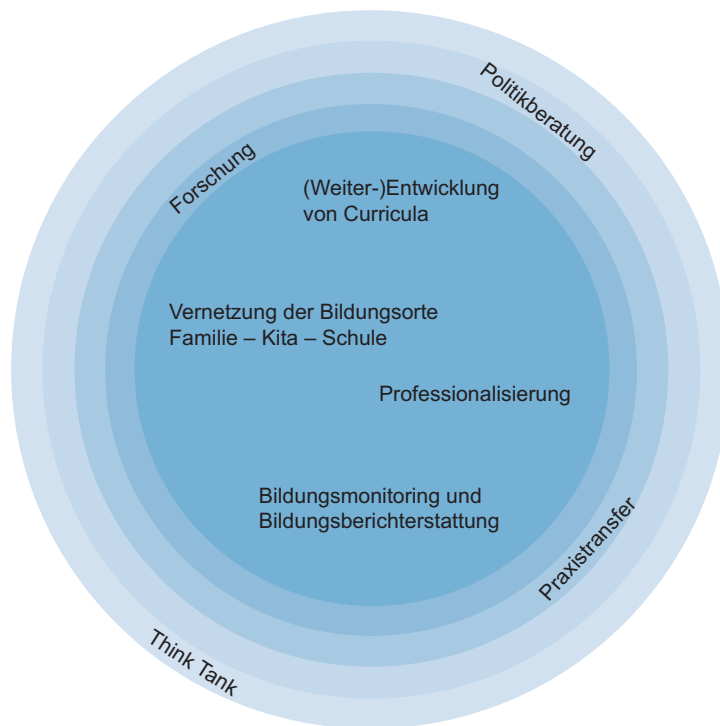 Politikberatung
Forschung
(Weiter-)Entwicklung
von Curricula
Vernetzung der Bildungsorte
Familie – Kita – Schule
Professionalisierung
Bildungsmonitoring und
Bildungsberichterstattung
Praxistransfer
Think Tank